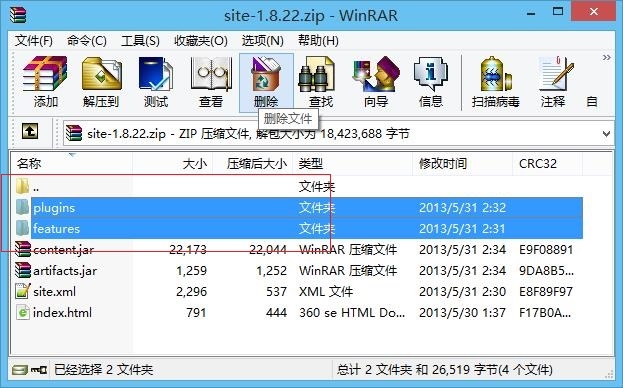 site-1.8.22.zip - WinRAR
文件(F) 命令(C) 工具(S) 收藏夹(O) 选项(N) 帮助(H)
添加 解压到 测试 查看 删除 查找 向导 信息 扫描病毒 注释 自
删除文件
site-1.8.22.zip - ZIP 压缩文件, 解包大小为 18,423,688 字节
名称 大小 压缩后大小 类型 修改时间 CRC32
.. 文件夹
plugins 文件夹 2013/5/31 2:32
features 文件夹 2013/5/31 2:31
content.jar 22,173 22,044 WinRAR 压缩文件 2013/5/31 2:34 E9F08891
artifacts.jar 1,259 1,252 WinRAR 压缩文件 2013/5/31 2:34 9DA8B5...
site.xml 2,296 537 XML 文件 2013/5/31 2:30 E8F89F97
index.html 791 444 360 se HTML Do... 2013/5/30 1:37 F17B0A...
已经选择 2 文件夹 总计 2 文件夹 和 26,519 字节(4 个文件)